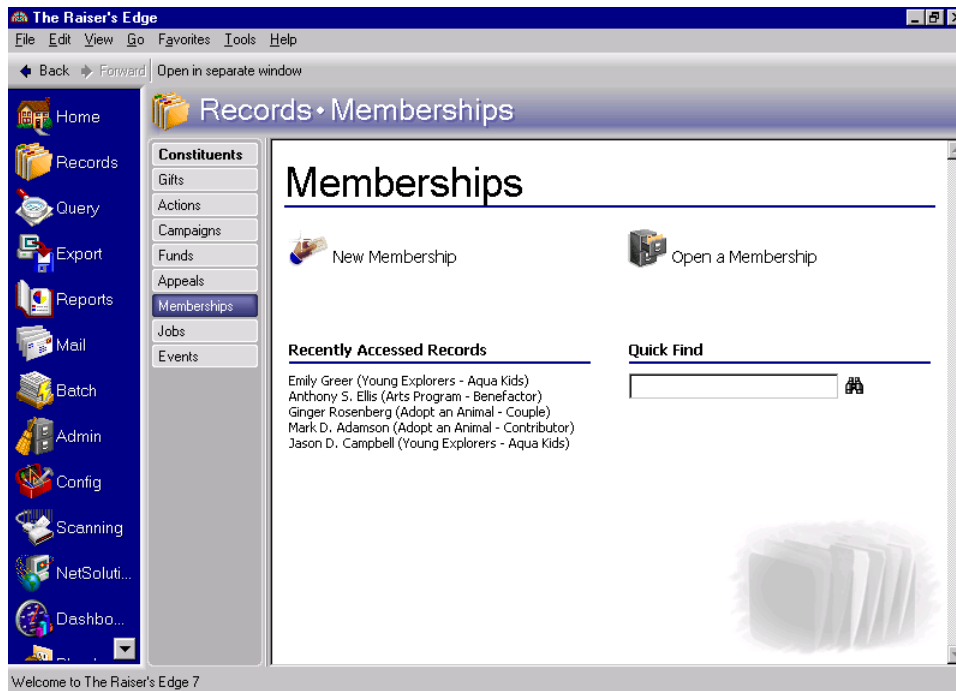 The Raiser's Edge
File Edit View Go Favorites Tools Help
Back Forward Open in separate window
Records • Memberships
Home
Records
Query
Export
Reports
Mail
Batch
Admin
Config
Scanning
NetSoluti...
Dashbo...
Constituents
Gifts
Actions
Campaigns
Funds
Appeals
Memberships
Jobs
Events
Memberships
New Membership
Open a Membership
Recently Accessed Records
Emily Greer (Young Explorers - Aqua Kids)
Anthony S. Ellis (Arts Program - Benefactor)
Ginger Rosenberg (Adopt an Animal - Couple)
Mark D. Adamson (Adopt an Animal - Contributor)
Jason D. Campbell (Young Explorers - Aqua Kids)
Quick Find
Welcome to The Raiser's Edge 7